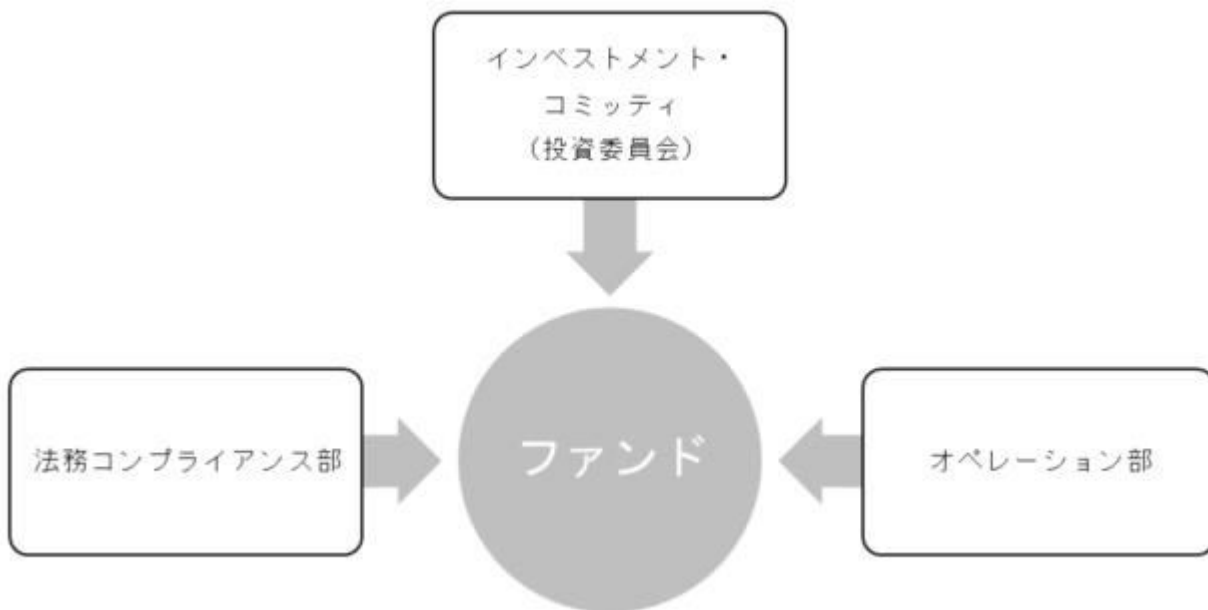 インベストメント・
コミッティ
（投資委員会）
法務コンプライアンス部
ファンド
オペレーション部